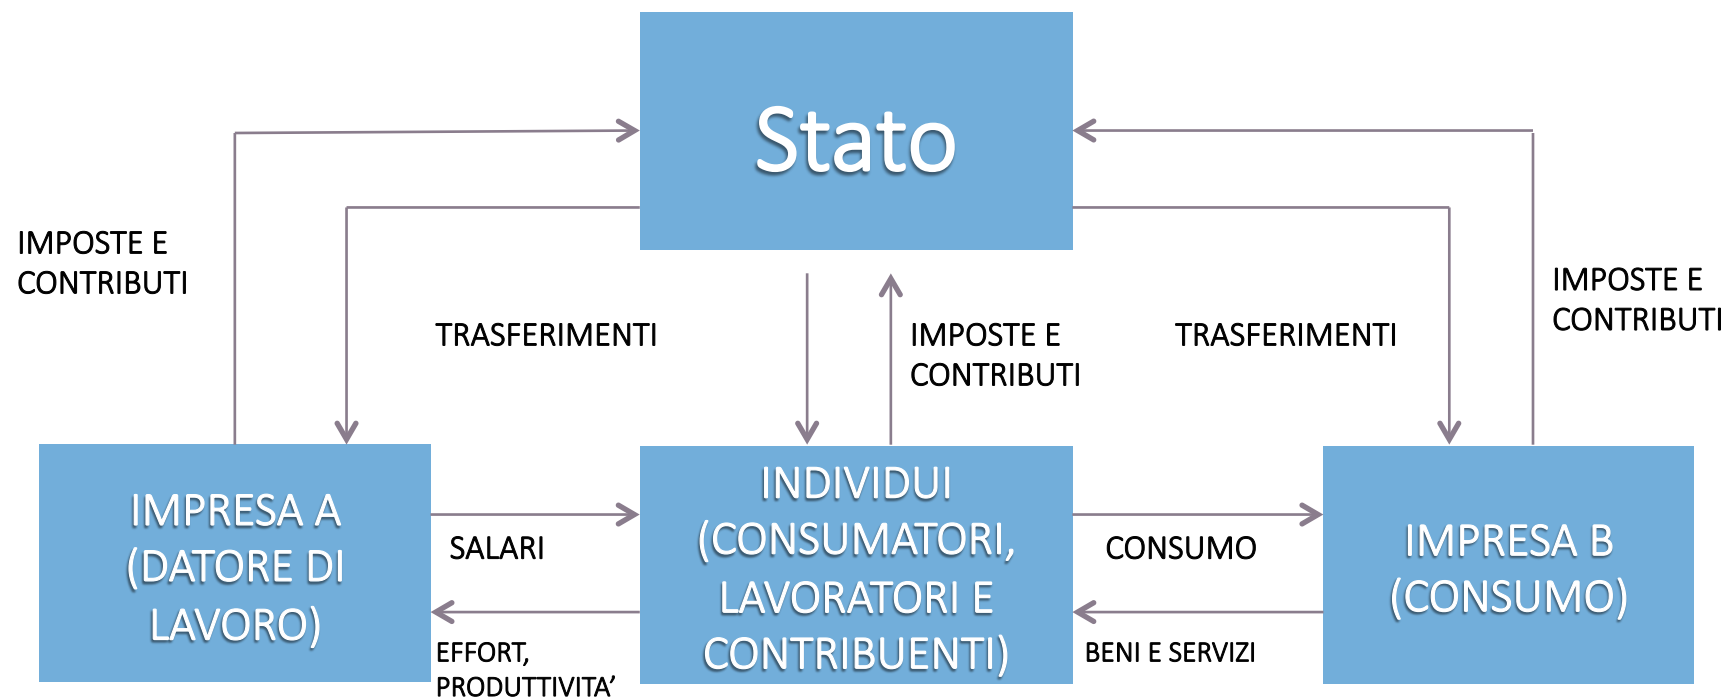 Stato
IMPOSTE E
CONTRIBUTI
TRASFERIMENTI
IMPOSTE E
CONTRIBUTI
TRASFERIMENTI
IMPOSTE E
CONTRIBUTI
IMPRESA A
(DATORE DI
LAVORO)
SALARI
EFFORT,
PRODUTTIVITA’
INDIVIDUI
(CONSUMATORI,
LAVORATORI E
CONTRIBUENTI)
CONSUMO
BENI E SERVIZI
IMPRESA B
(CONSUMO)